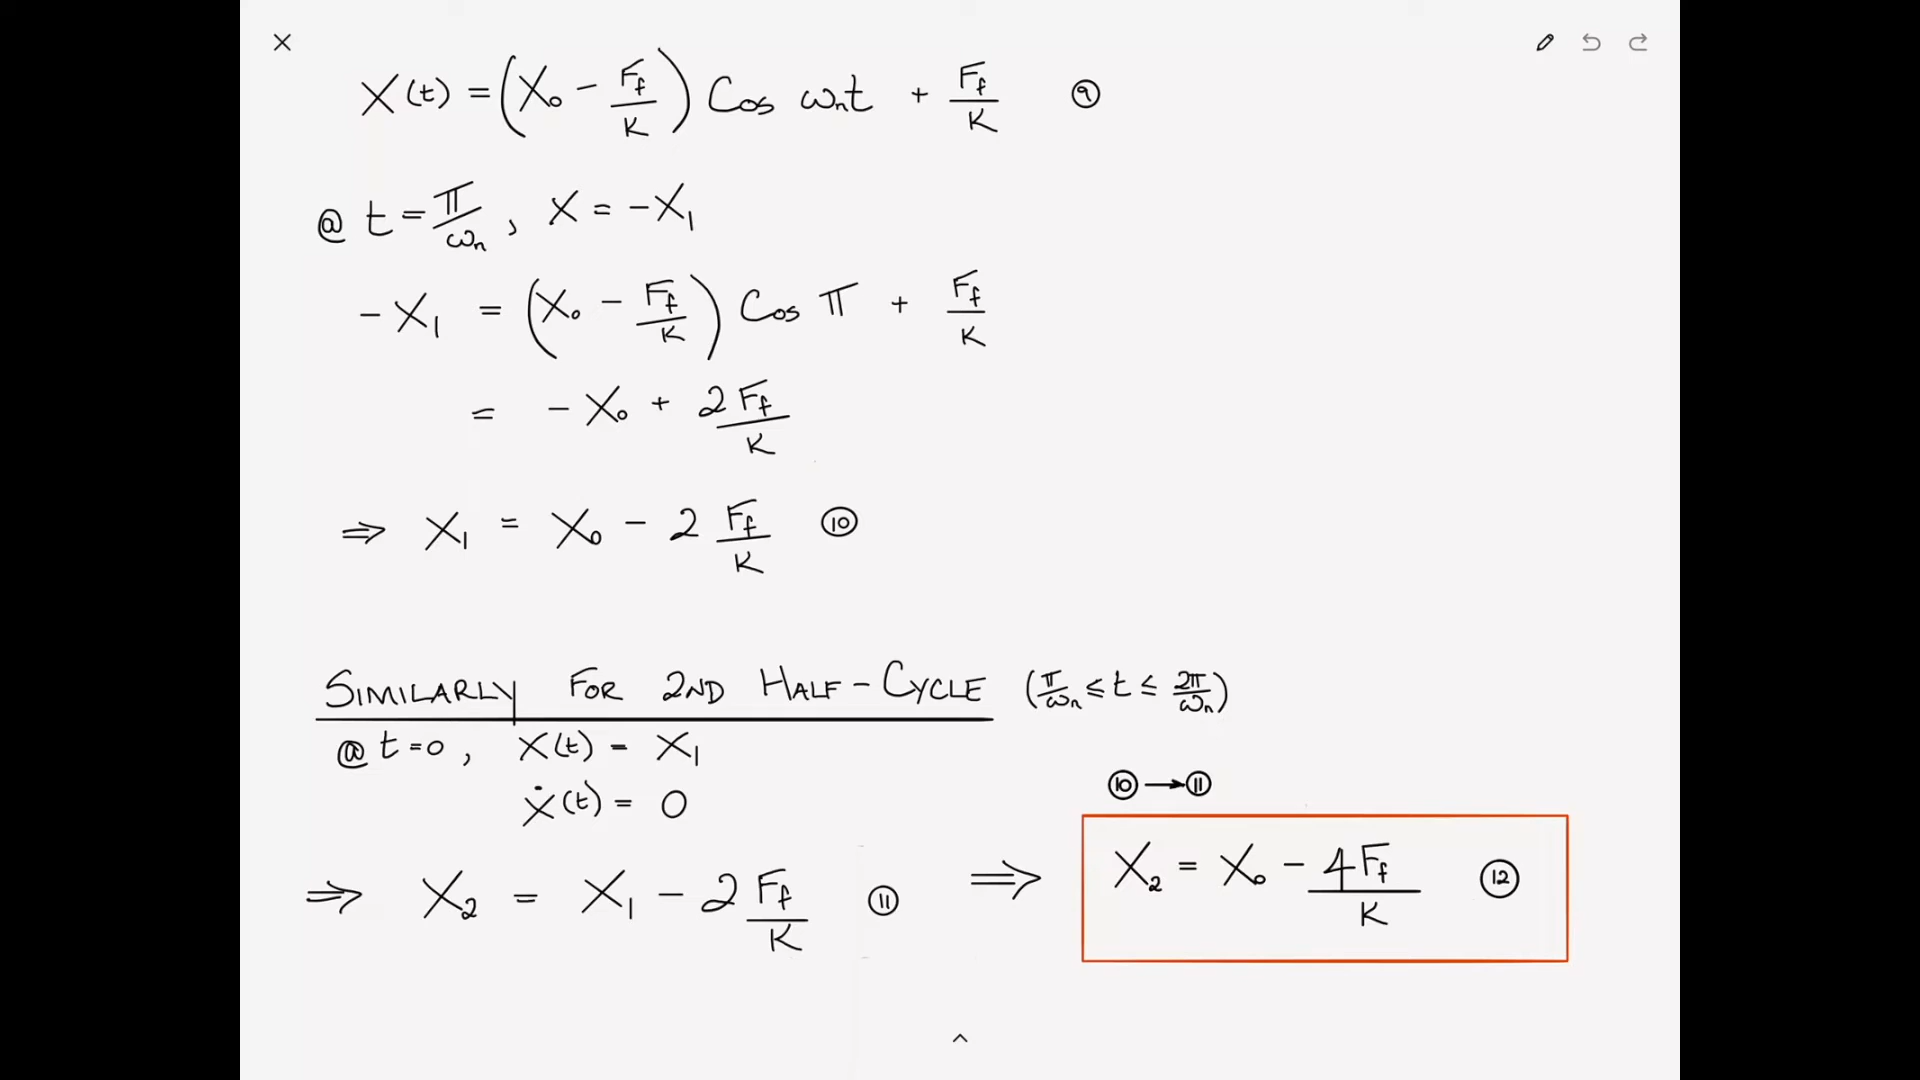 X(t) = (X₀ - F_f/K) Cos ωₙt + F_f/K ⑨
@ t = π/ωₙ, X = -X₁
-X₁ = (X₀ - F_f/K) Cos π + F_f/K
= -X₀ + 2F_f/K
⇒ X₁ = X₀ - 2 F_f/K ⑩
SIMILARLY FOR 2ND HALF-CYCLE (π/ωₙ ≤ t ≤ 2π/ωₙ)
@ t=0, X(t) = X₁
Ẋ(t) = 0
⑩ → ⑪
⇒ X₂ = X₁ - 2 F_f/K ⑪ ⇒ X₂ = X₀ - 4F_f/K ⑫